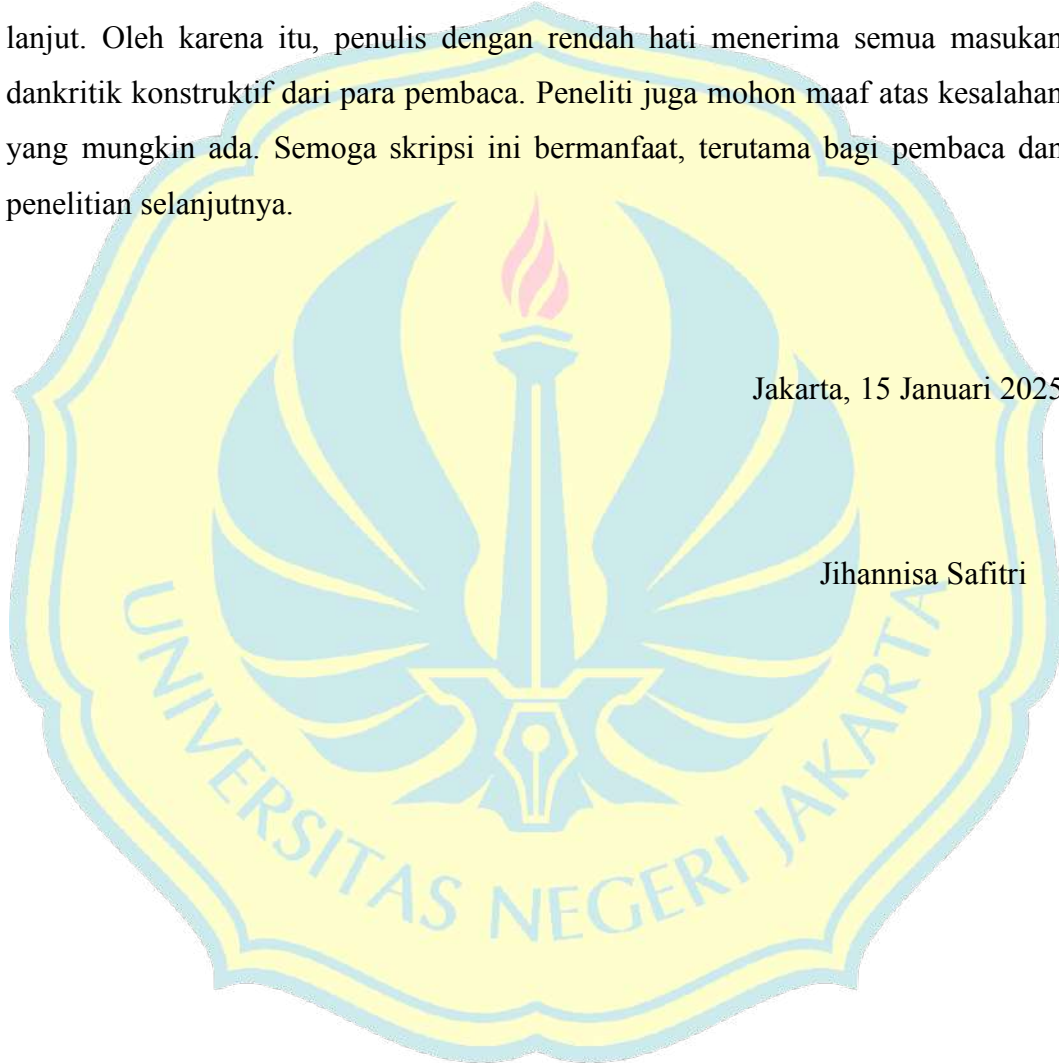 lanjut. Oleh karena itu, penulis dengan rendah hati menerima semua masukan
dankritik konstruktif dari para pembaca. Peneliti juga mohon maaf atas kesalahan
yang mungkin ada. Semoga skripsi ini bermanfaat, terutama bagi pembaca dan
penelitian selanjutnya.
Jakarta, 15 Januari 2025
Jihannisa Safitri
UNIVERSITAS NEGERI JAKARTA